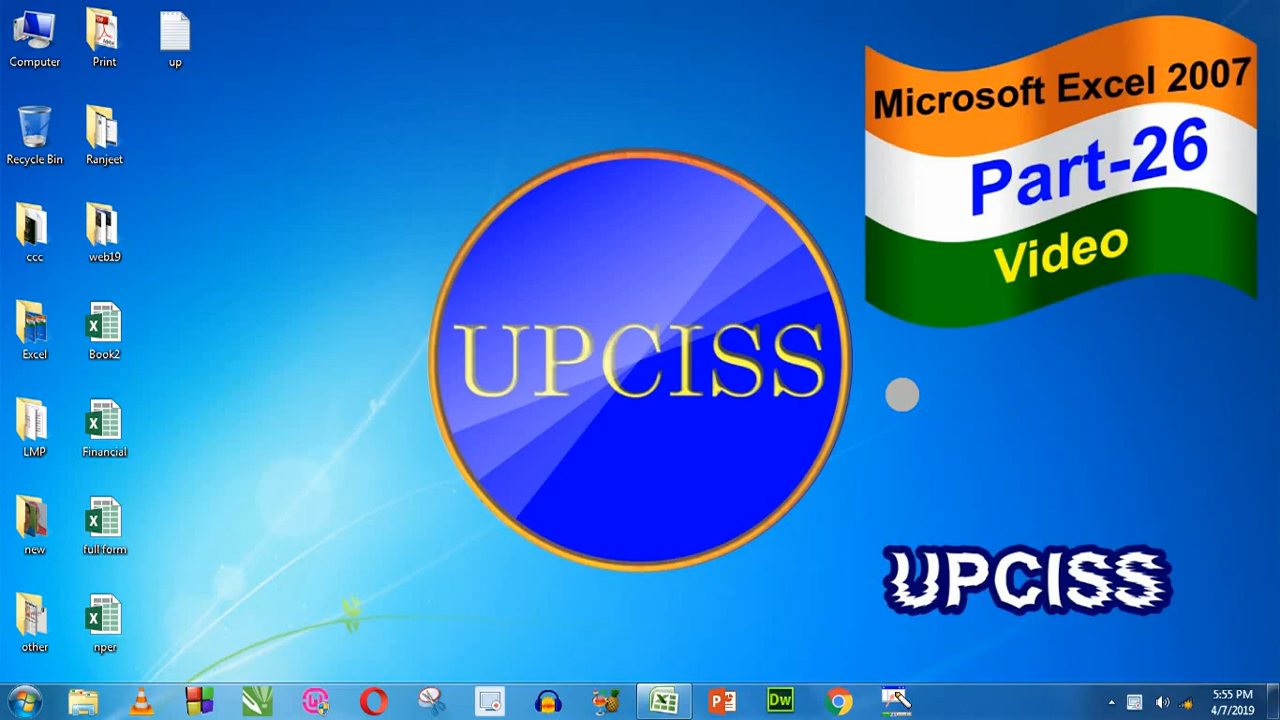 Computer
Print
up
Recycle Bin
Ranjeet
ccc
web19
Excel
Book2
LMP
Financial
new
full form
other
nper
Microsoft Excel 2007
Part-26
Video
UPCISS
UPCISS
Dw
5:55 PM
4/7/2019